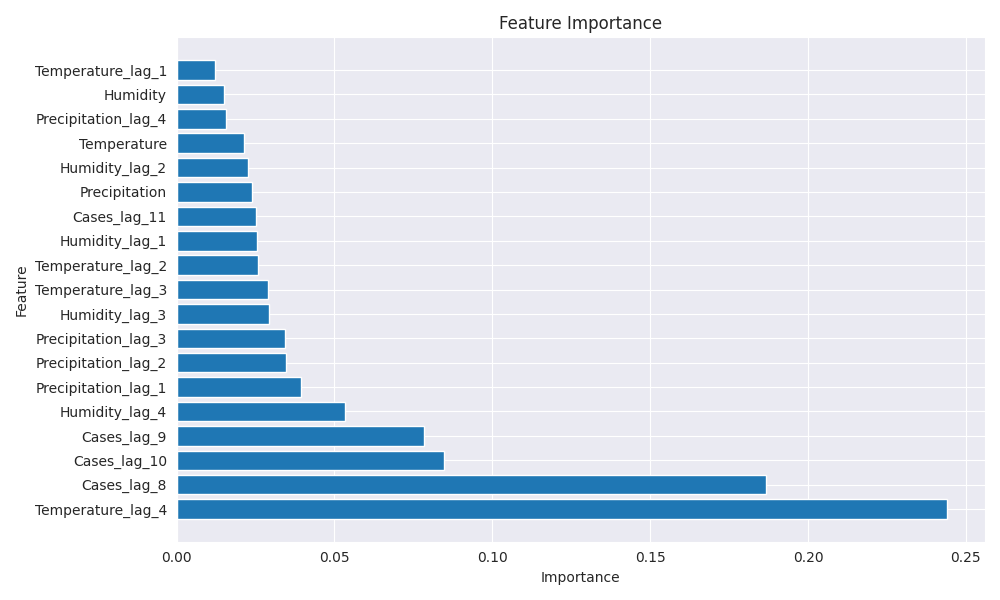 Feature Importance
Temperature_lag_1
Humidity
Precipitation_lag_4
Temperature
Humidity_lag_2
Precipitation
Cases_lag_11
Humidity_lag_1
Temperature_lag_2
Temperature_lag_3
Humidity_lag_3
Precipitation_lag_3
Precipitation_lag_2
Precipitation_lag_1
Humidity_lag_4
Cases_lag_9
Cases_lag_10
Cases_lag_8
Temperature_lag_4
Feature
0.00 0.05 0.10 0.15 0.20 0.25
Importance